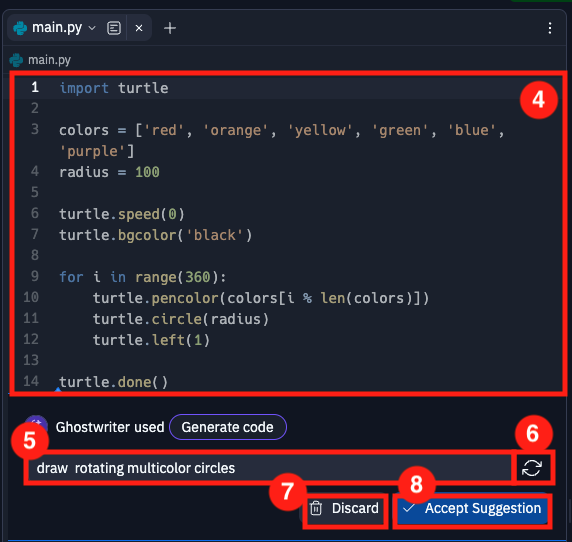 main.py
main.py
4
1 import turtle
2
3 colors = ['red', 'orange', 'yellow', 'green', 'blue',
'purple']
4 radius = 100
5
6 turtle.speed(0)
7 turtle.bgcolor('black')
8
9 for i in range(360):
10     turtle.pencolor(colors[i % len(colors)])
11     turtle.circle(radius)
12     turtle.left(1)
13
14 turtle.done()
Ghostwriter used Generate code
5
6
draw  rotating multicolor circles
7
8
Discard
Accept Suggestion